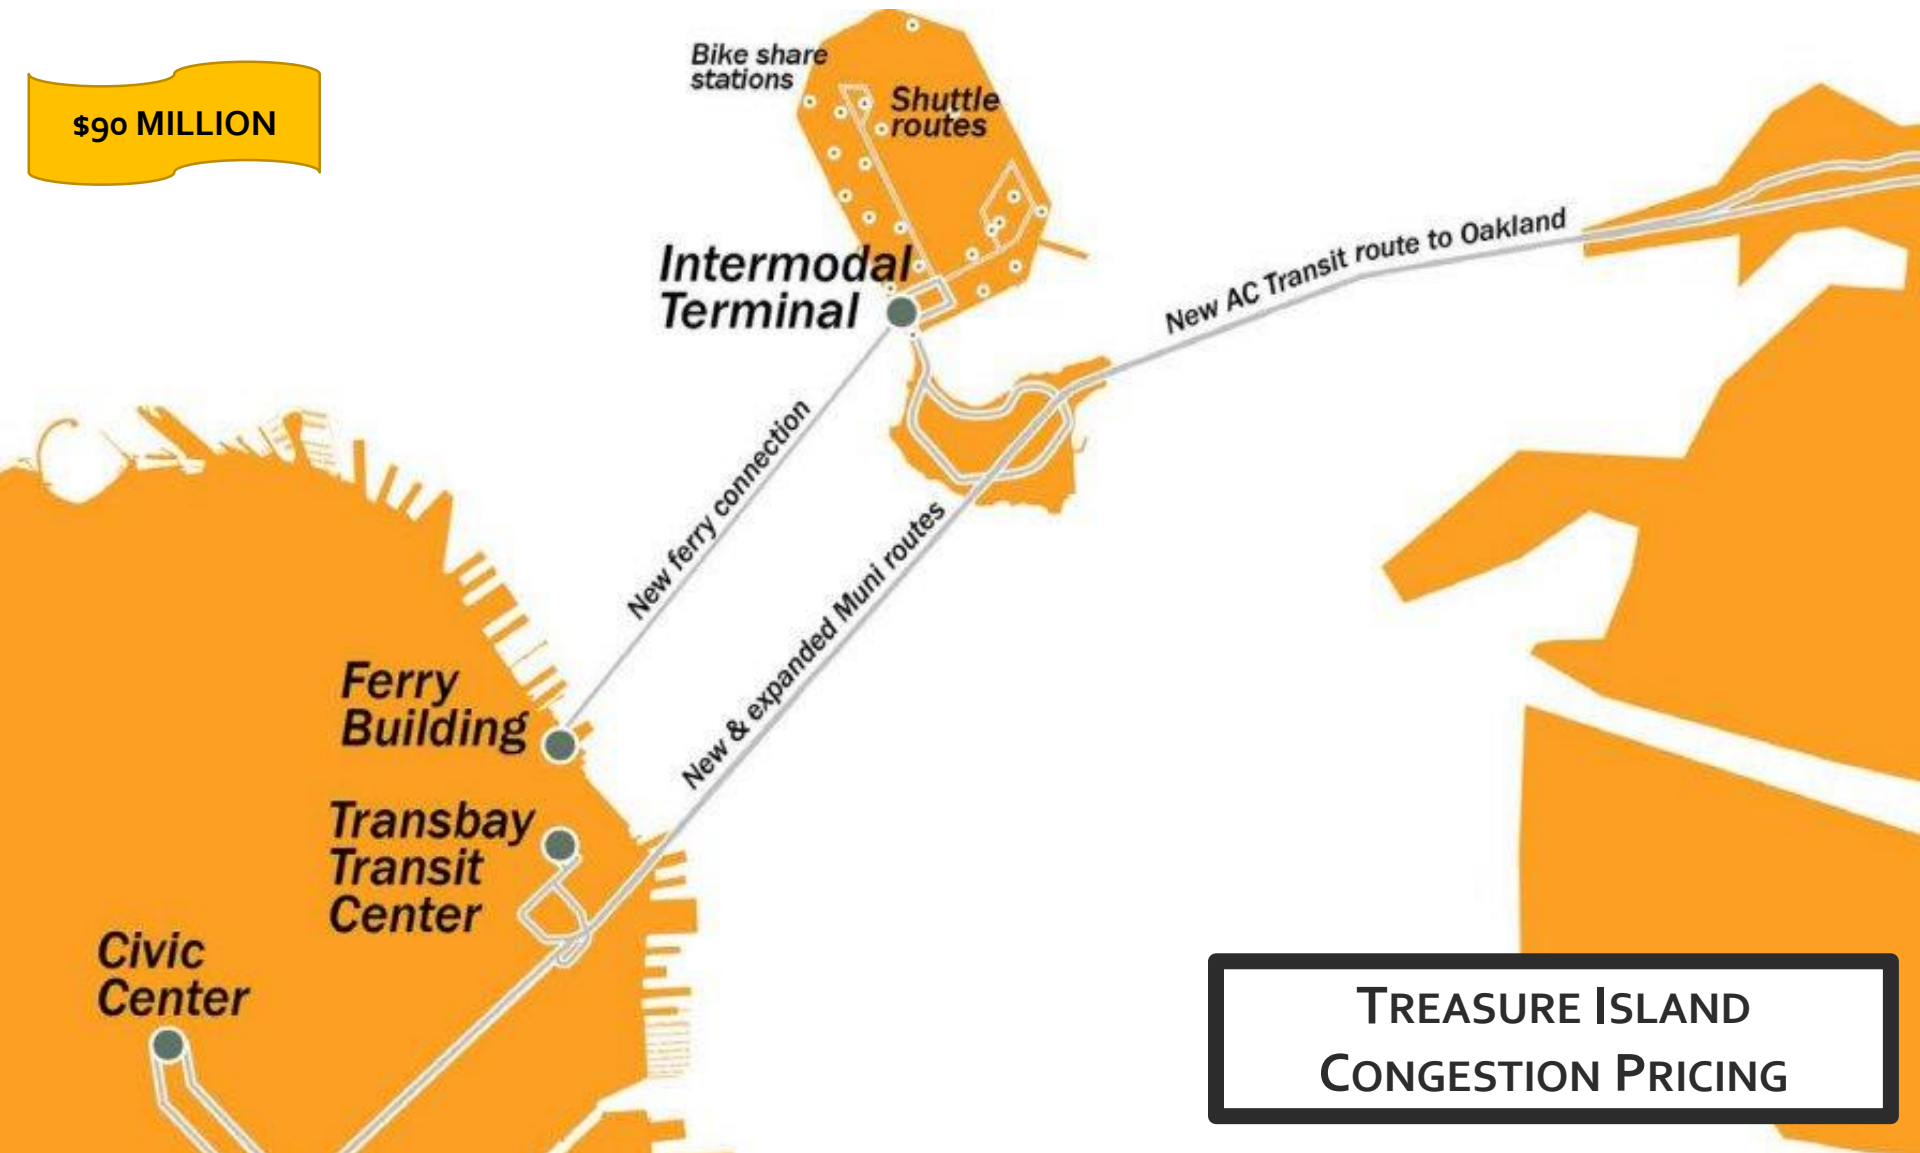 $90 MILLION
Bike share
stations
Shuttle
routes
Intermodal
Terminal
New AC Transit route to Oakland
New ferry connection
New & expanded Muni routes
Ferry
Building
Transbay
Transit
Center
Civic
Center
TREASURE ISLAND
CONGESTION PRICING